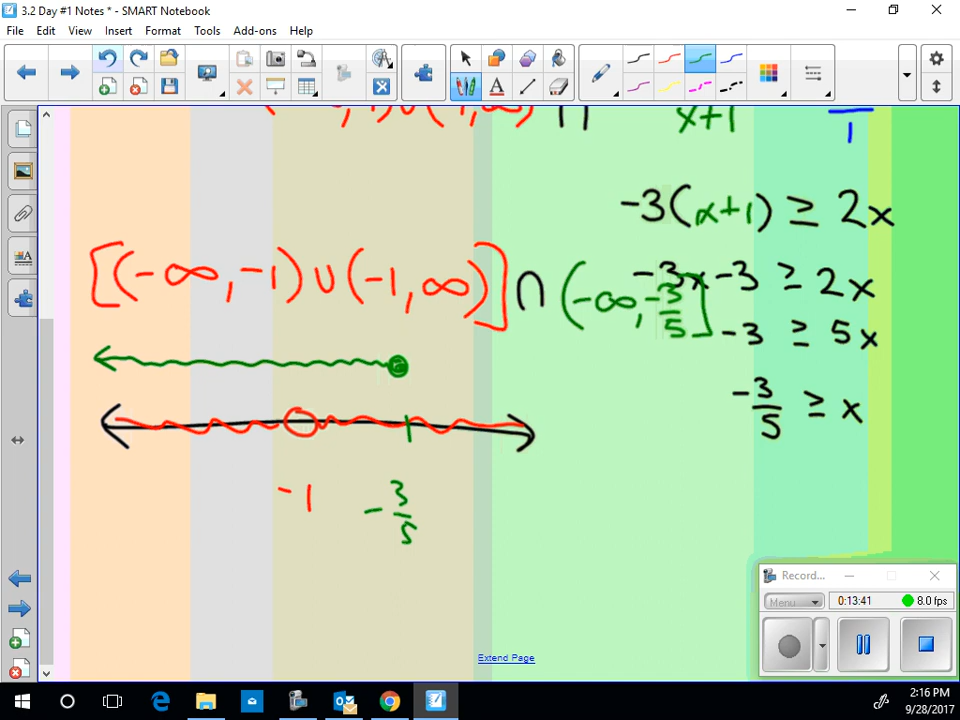 3.2 Day #1 Notes * - SMART Notebook
File Edit View Insert Format Tools Add-ons Help
x+1
1
-3(x+1) ≥ 2x
[(-∞,-1) ∪ (-1,∞)] ∩ (-∞,-3/5]
-3x-3 ≥ 2x
-3 ≥ 5x
-3/5 ≥ x
-1 -3/5
Record...
Menu 0:13:41 8.0 fps
Extend Page
2:16 PM
9/28/2017